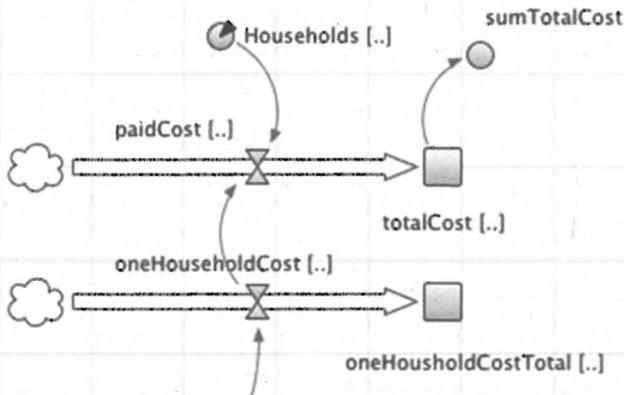 sumTotalCost
Households [..]
paidCost [..]
totalCost [..]
oneHouseholdCost [..]
oneHousholdCostTotal [..]